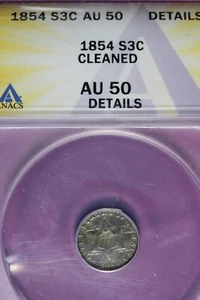 1854 S3C AU 50 DETAILS
1854 S3C
CLEANED
AU 50
DETAILS
ANACS